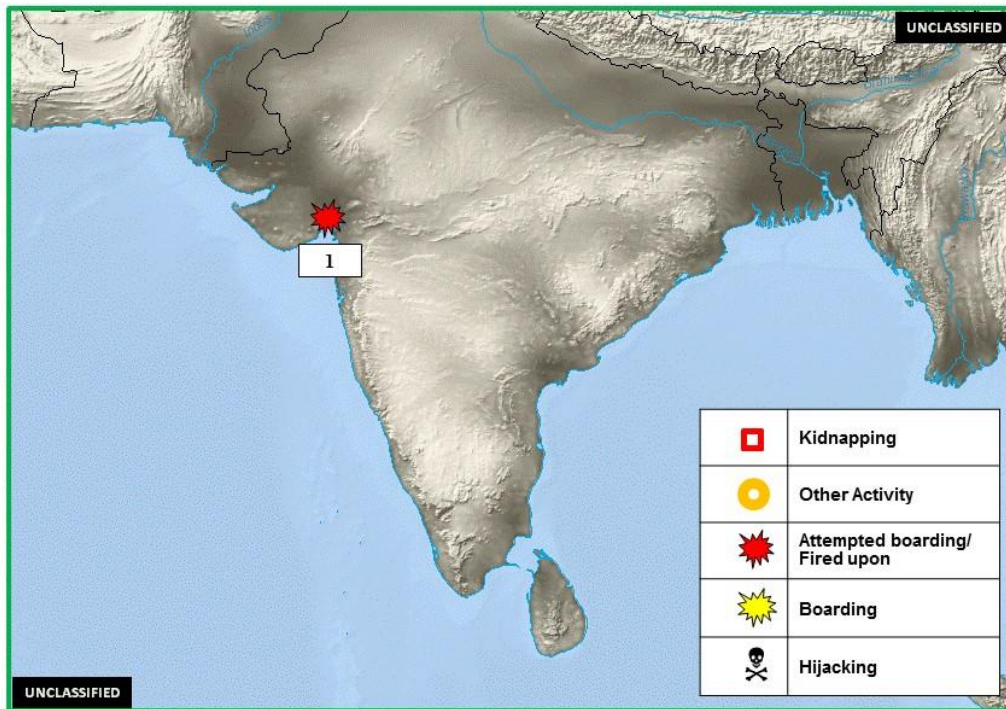 UNCLASSIFIED
1
Kidnapping
Other Activity
Attempted boarding/
Fired upon
Boarding
Hijacking
UNCLASSIFIED